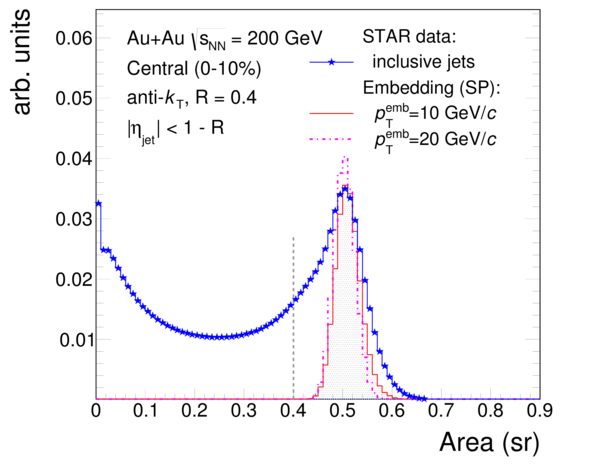 arb. units
0.06
0.05
0.04
0.03
0.02
0.01
Au+Au √sNN = 200 GeV
Central (0-10%)
anti-kT, R = 0.4
|ηjet| < 1 - R
STAR data:
inclusive jets
Embedding (SP):
pTemb=10 GeV/c
pTemb=20 GeV/c
0 0.1 0.2 0.3 0.4 0.5 0.6 0.7 0.8 0.9
Area (sr)